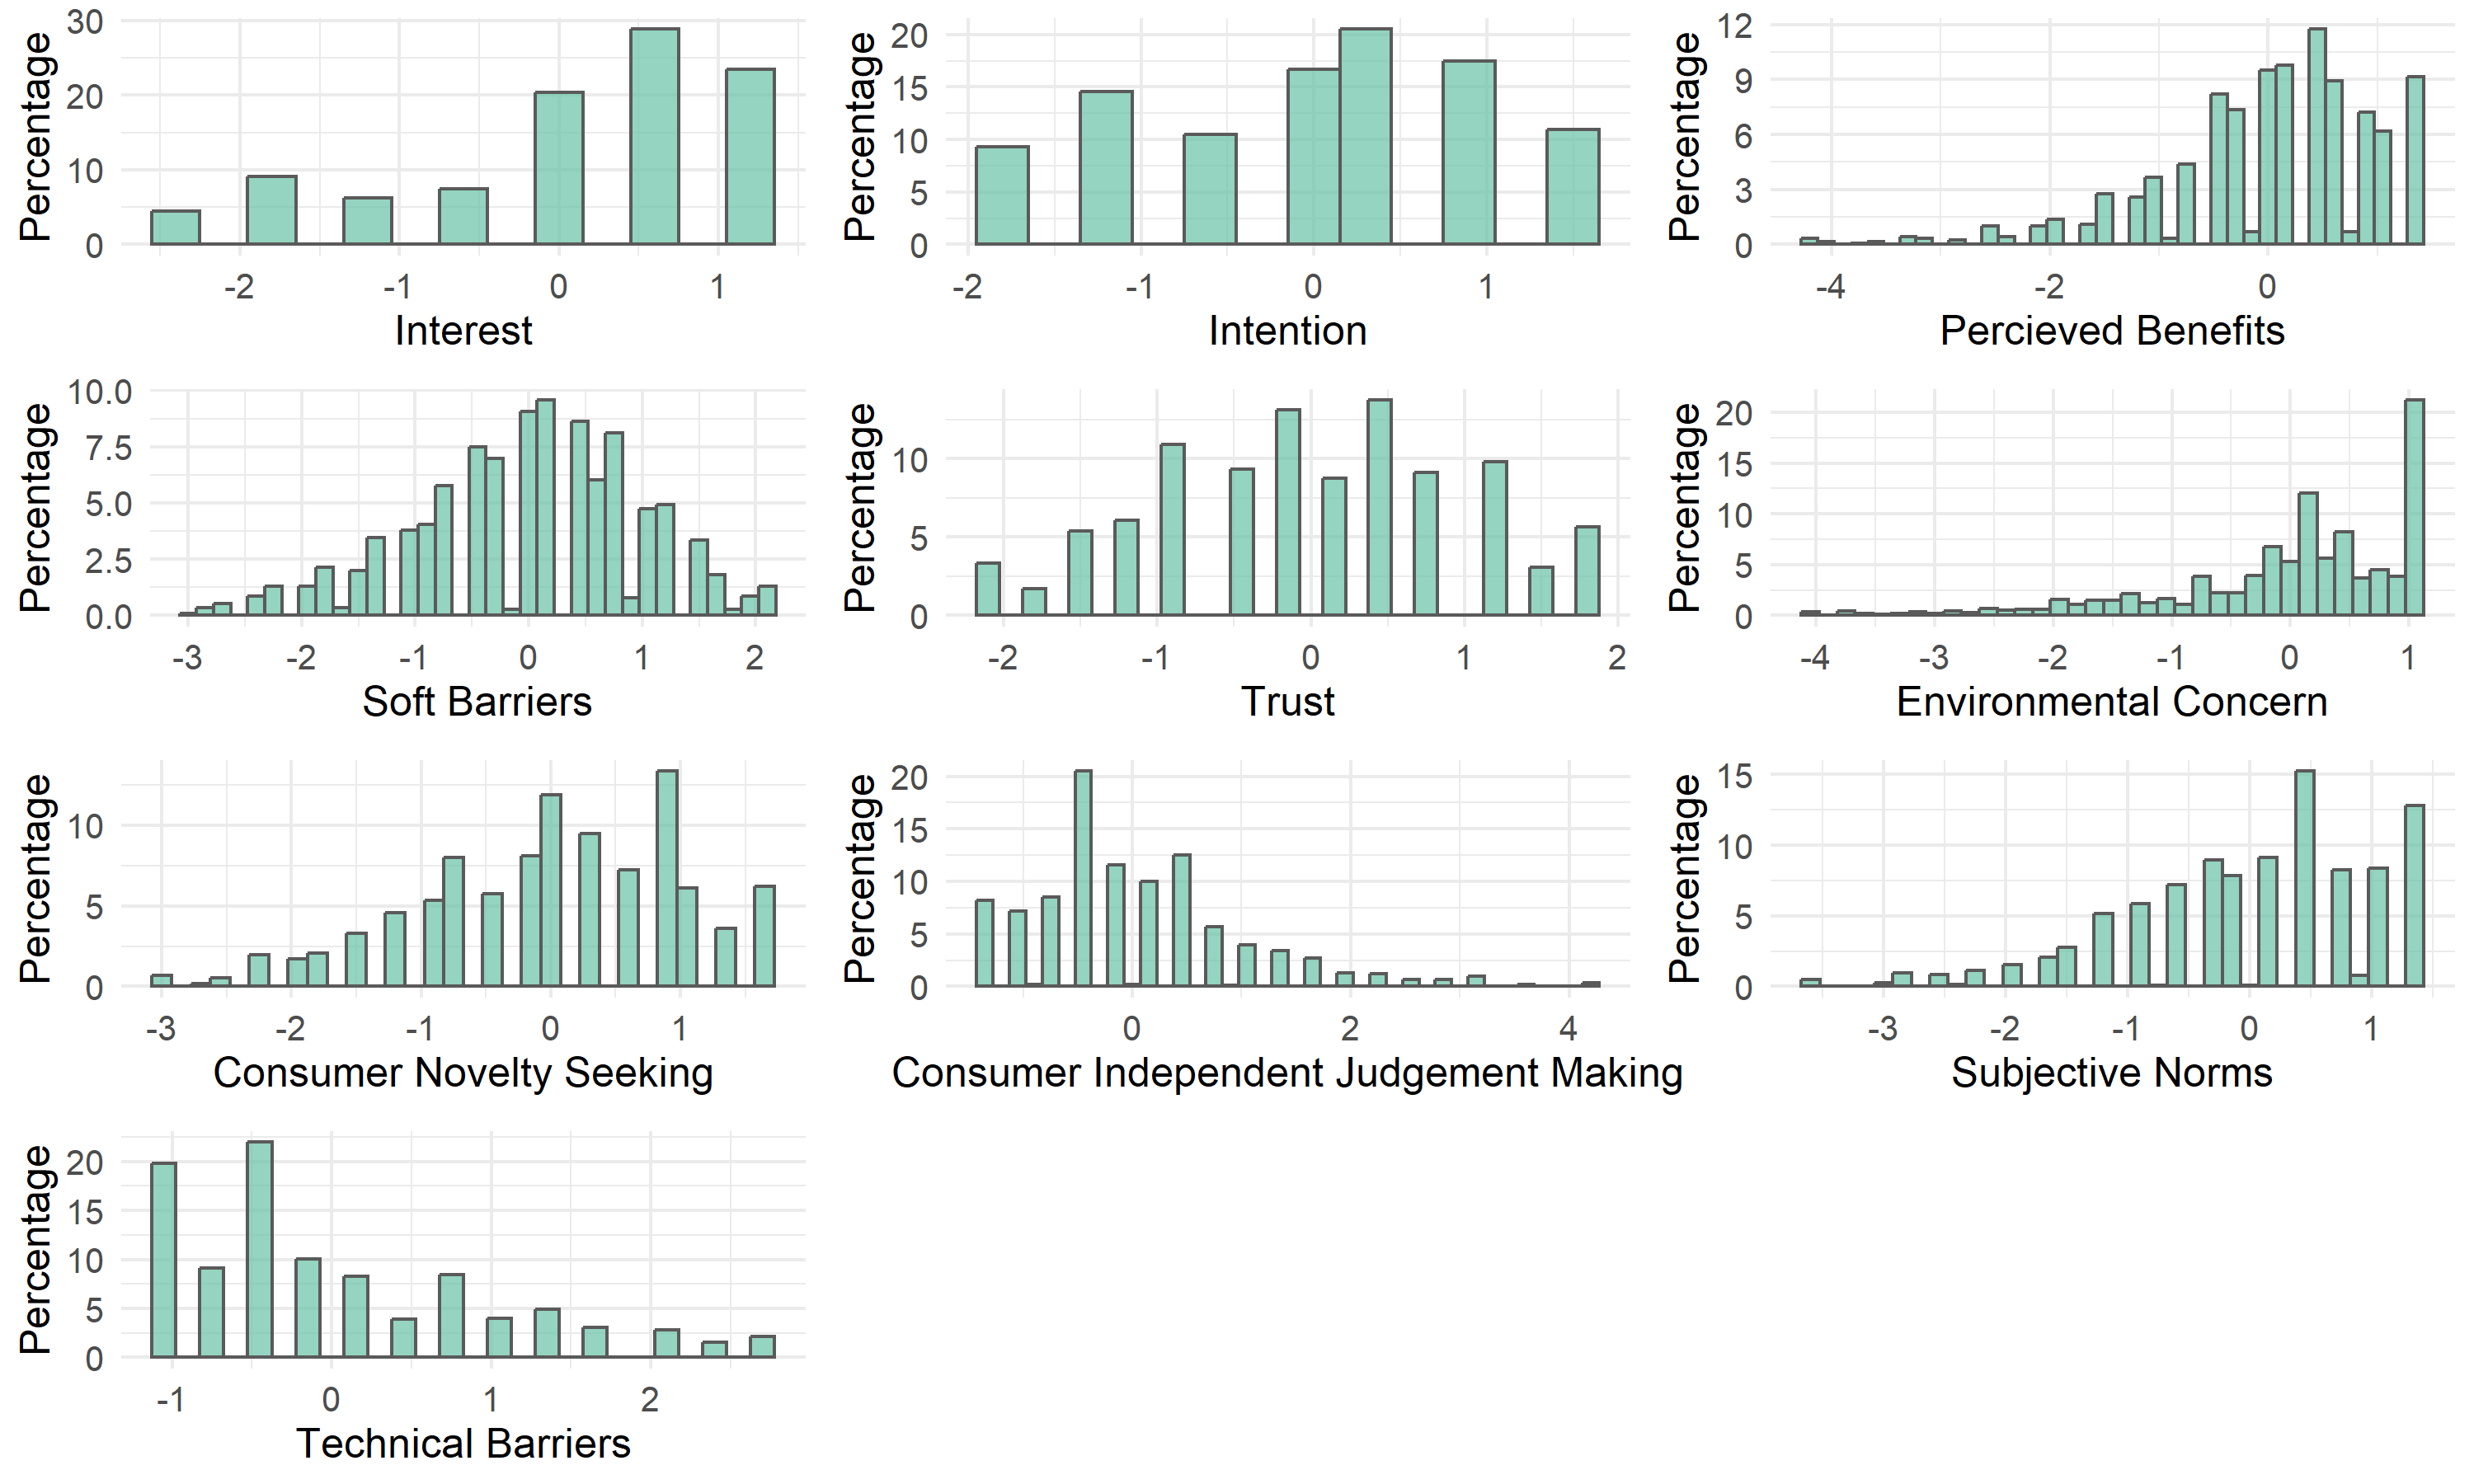 Percentage
30
20
10
0
-2 -1 0 1
Interest
Percentage
20
15
10
5
0
-2 -1 0 1
Intention
Percentage
12
9
6
3
0
-4 -2 0
Percieved Benefits
Percentage
10.0
7.5
5.0
2.5
0.0
-3 -2 -1 0 1 2
Soft Barriers
Percentage
10
5
0
-2 -1 0 1 2
Trust
Percentage
20
15
10
5
0
-4 -3 -2 -1 0 1
Environmental Concern
Percentage
10
5
0
-3 -2 -1 0 1
Consumer Novelty Seeking
Percentage
20
15
10
5
0
0 2 4
Consumer Independent Judgement Making
Percentage
15
10
5
0
-3 -2 -1 0 1
Subjective Norms
Percentage
20
15
10
5
0
-1 0 1 2
Technical Barriers